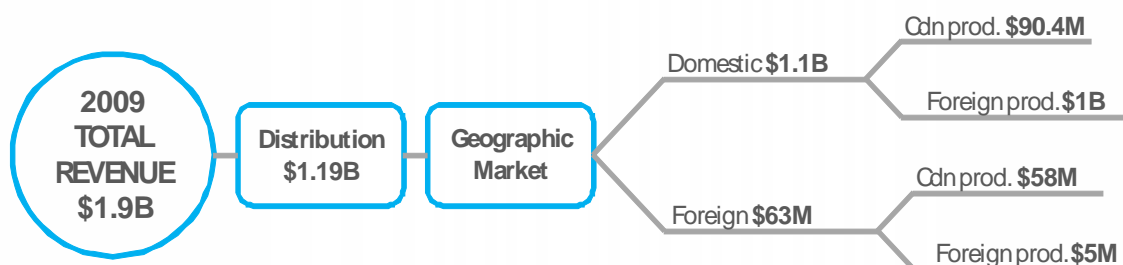 2009
TOTAL
REVENUE
$1.9B
Distribution
$1.19B
Geographic
Market
Domestic $1.1B
Cdn prod. $90.4M
Foreign prod. $1B
Foreign $63M
Cdn prod. $58M
Foreign prod. $5M